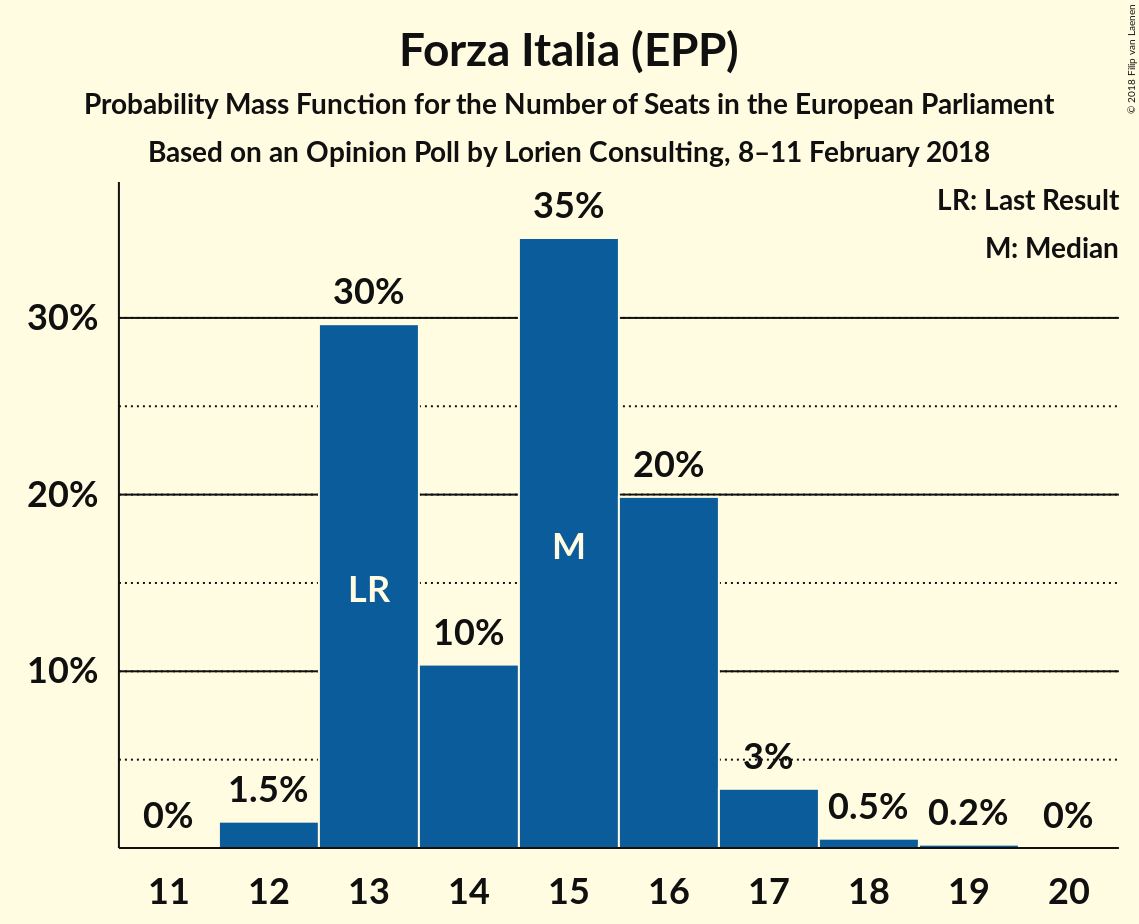 Forza Italia (EPP)
Probability Mass Function for the Number of Seats in the European Parliament
Based on an Opinion Poll by Lorien Consulting, 8–11 February 2018
© 2018 Filip van Laenen
LR: Last Result
M: Median
30%
20%
10%
0%
1.5%
30%
10%
35%
20%
3%
0.5%
0.2%
0%
LR
M
11 12 13 14 15 16 17 18 19 20